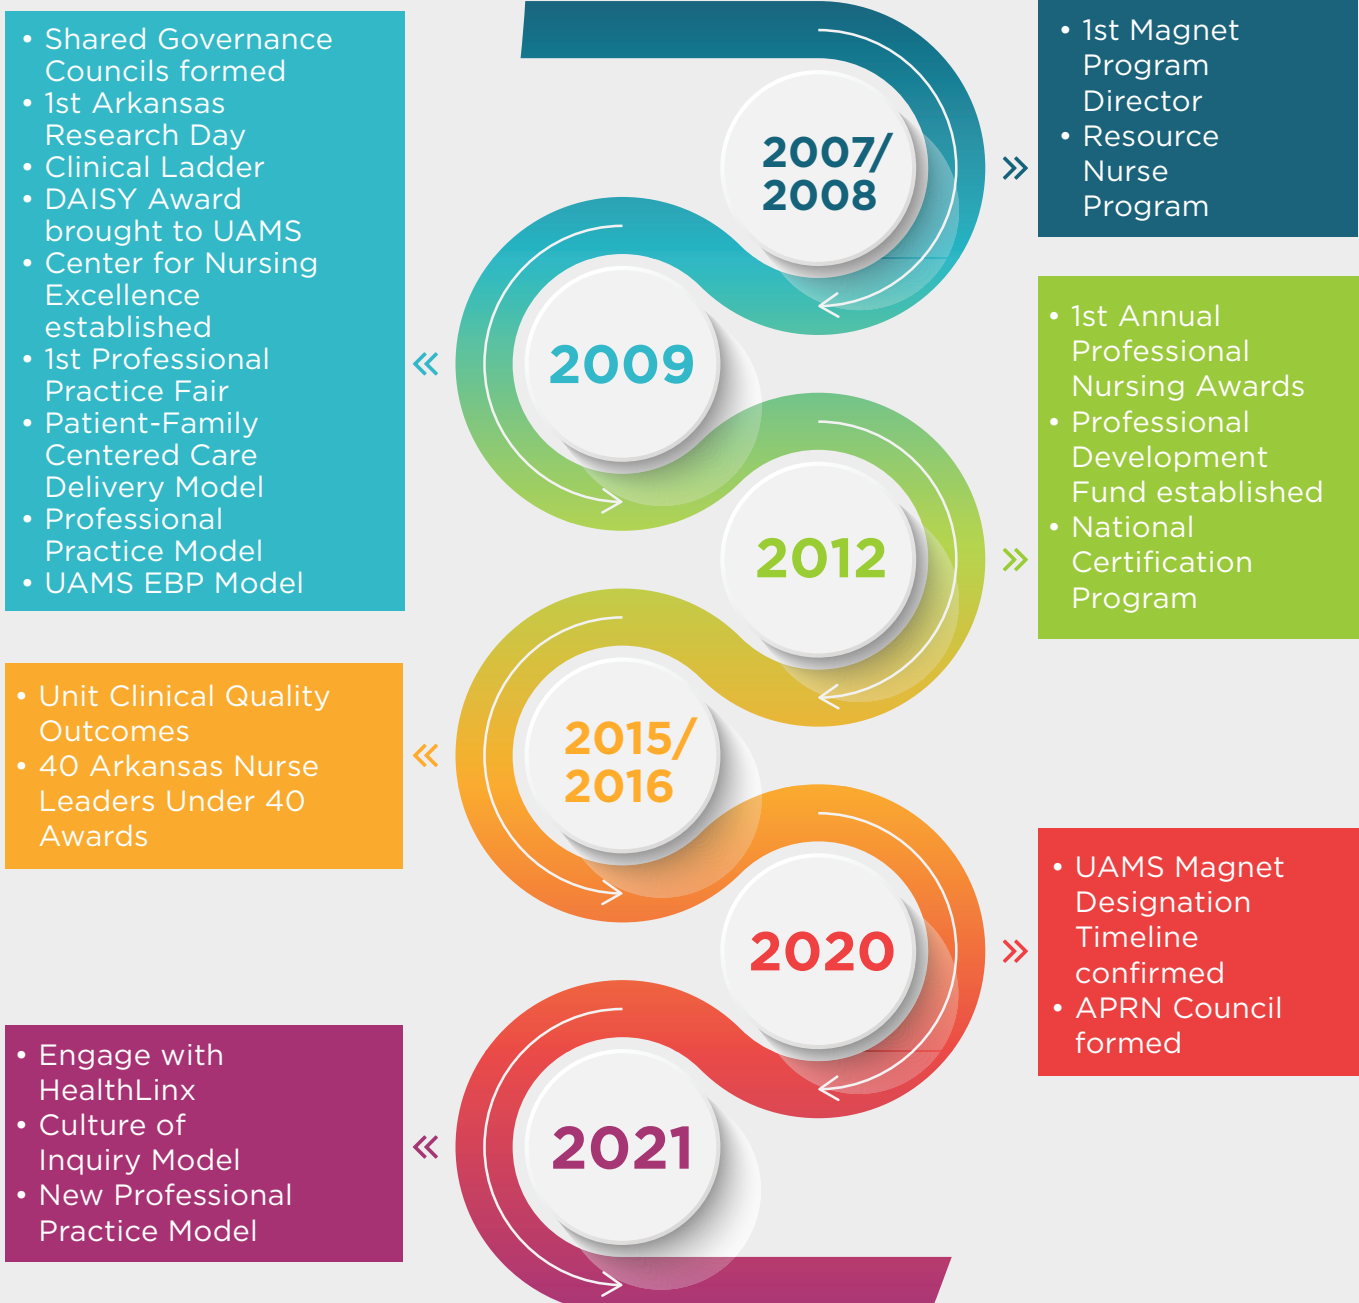 2007/
2008
• 1st Magnet
Program
Director
• Resource
Nurse
Program
2009
• Shared Governance
Councils formed
• 1st Arkansas
Research Day
• Clinical Ladder
• DAISY Award
brought to UAMS
• Center for Nursing
Excellence
established
• 1st Professional
Practice Fair
• Patient-Family
Centered Care
Delivery Model
• Professional
Practice Model
• UAMS EBP Model
2012
• 1st Annual
Professional
Nursing Awards
• Professional
Development
Fund established
• National
Certification
Program
2015/
2016
• Unit Clinical Quality
Outcomes
• 40 Arkansas Nurse
Leaders Under 40
Awards
2020
• UAMS Magnet
Designation
Timeline
confirmed
• APRN Council
formed
2021
• Engage with
HealthLinx
• Culture of
Inquiry Model
• New Professional
Practice Model